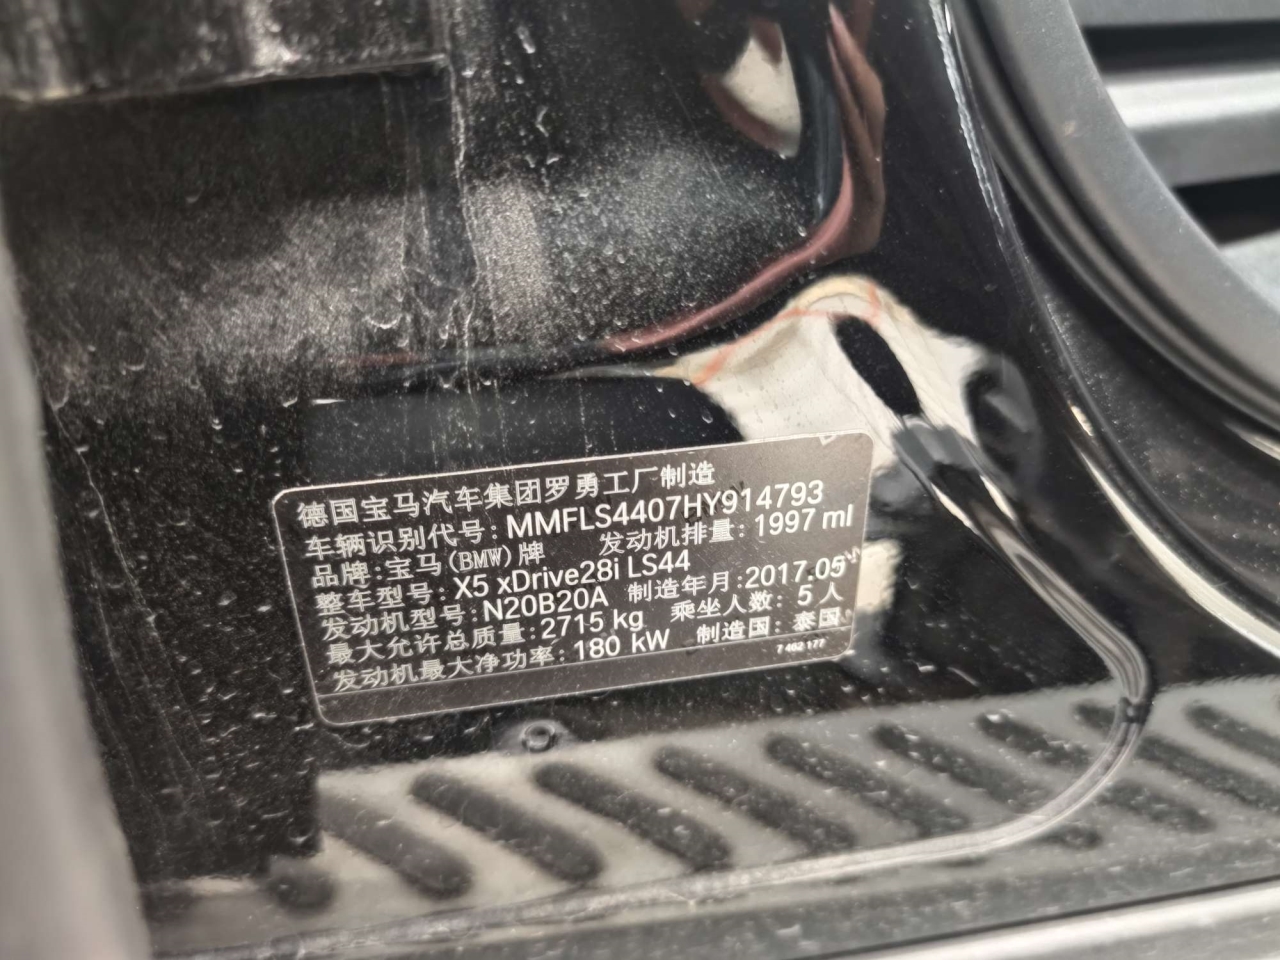 德国宝马汽车集团罗勇工厂制造
车辆识别代号: MMFLS4407HY914793
品牌: 宝马(BMW)牌 发动机排量: 1997 ml
整车型号: X5 xDrive28i LS44
发动机型号: N20B20A 制造年月: 2017.05
最大允许总质量: 2715 kg 乘坐人数: 5 人
发动机最大净功率: 180 kW 制造国: 泰国
7 462 177